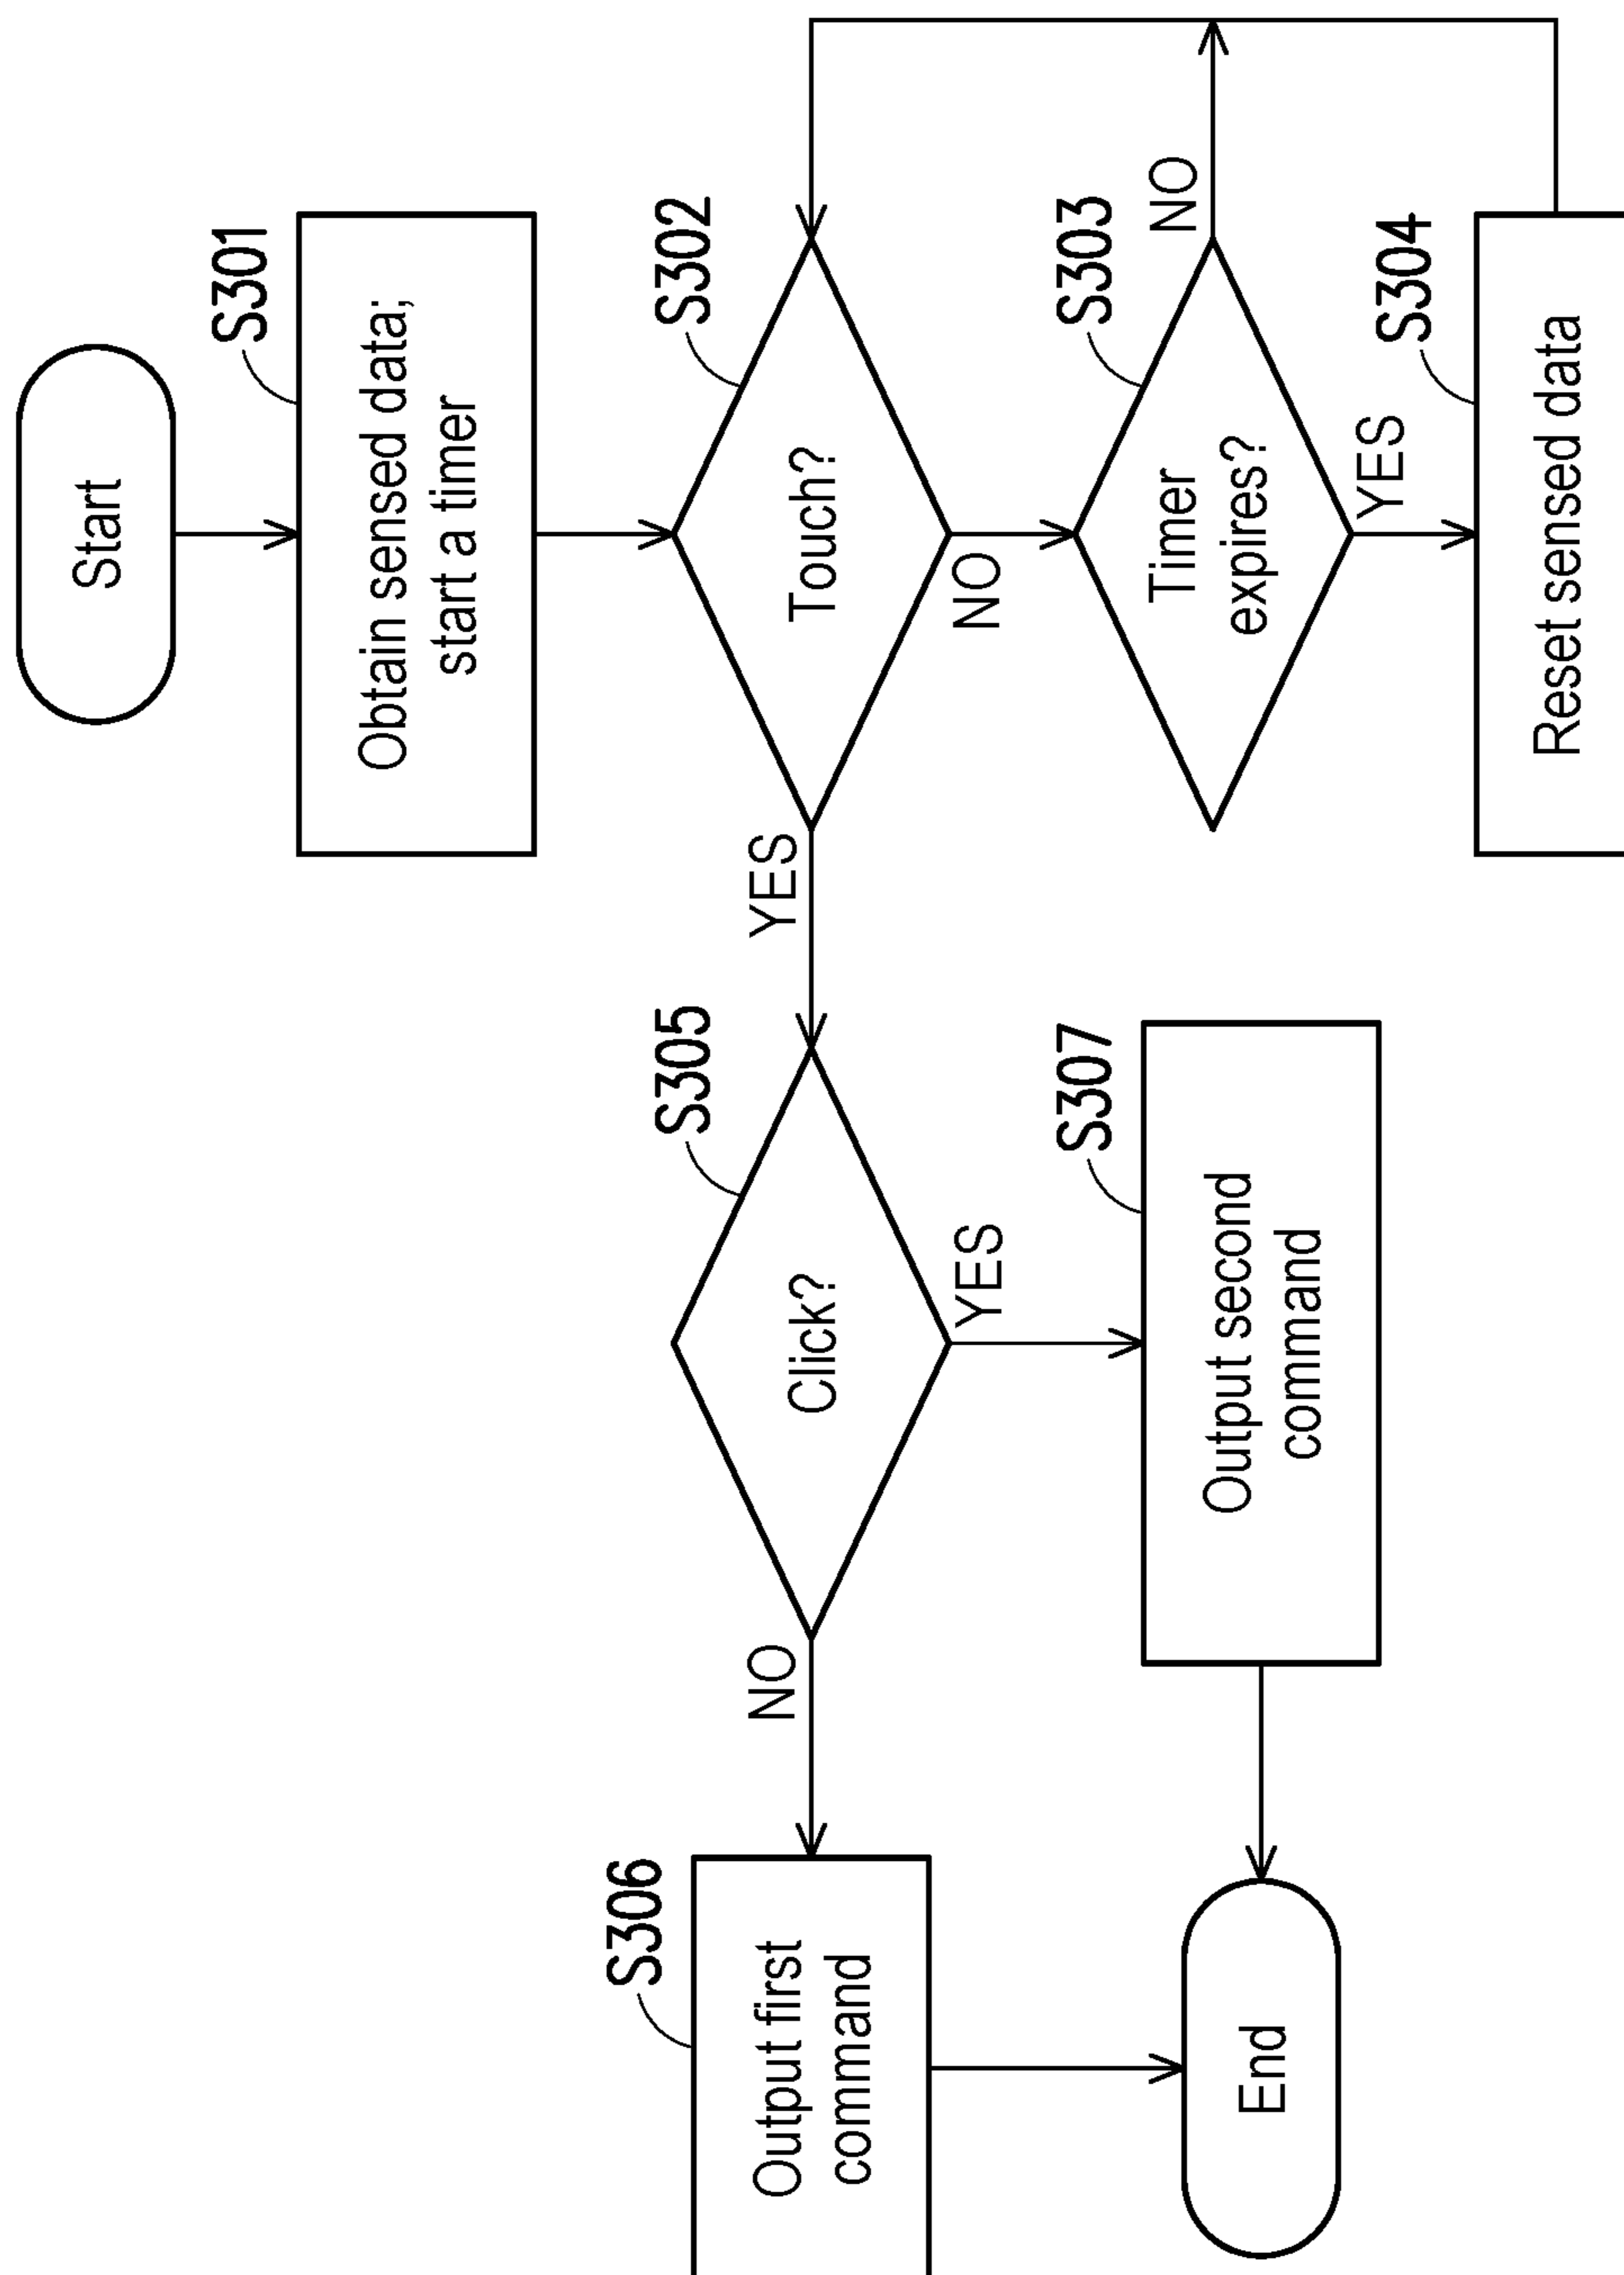 Start
S301
Obtain sensed data;
start a timer
S302
Touch?
YES
NO
S303
Timer
expires?
NO
YES
S304
Reset sensed data
S305
Click?
NO
YES
S306
Output first
command
S307
Output second
command
End